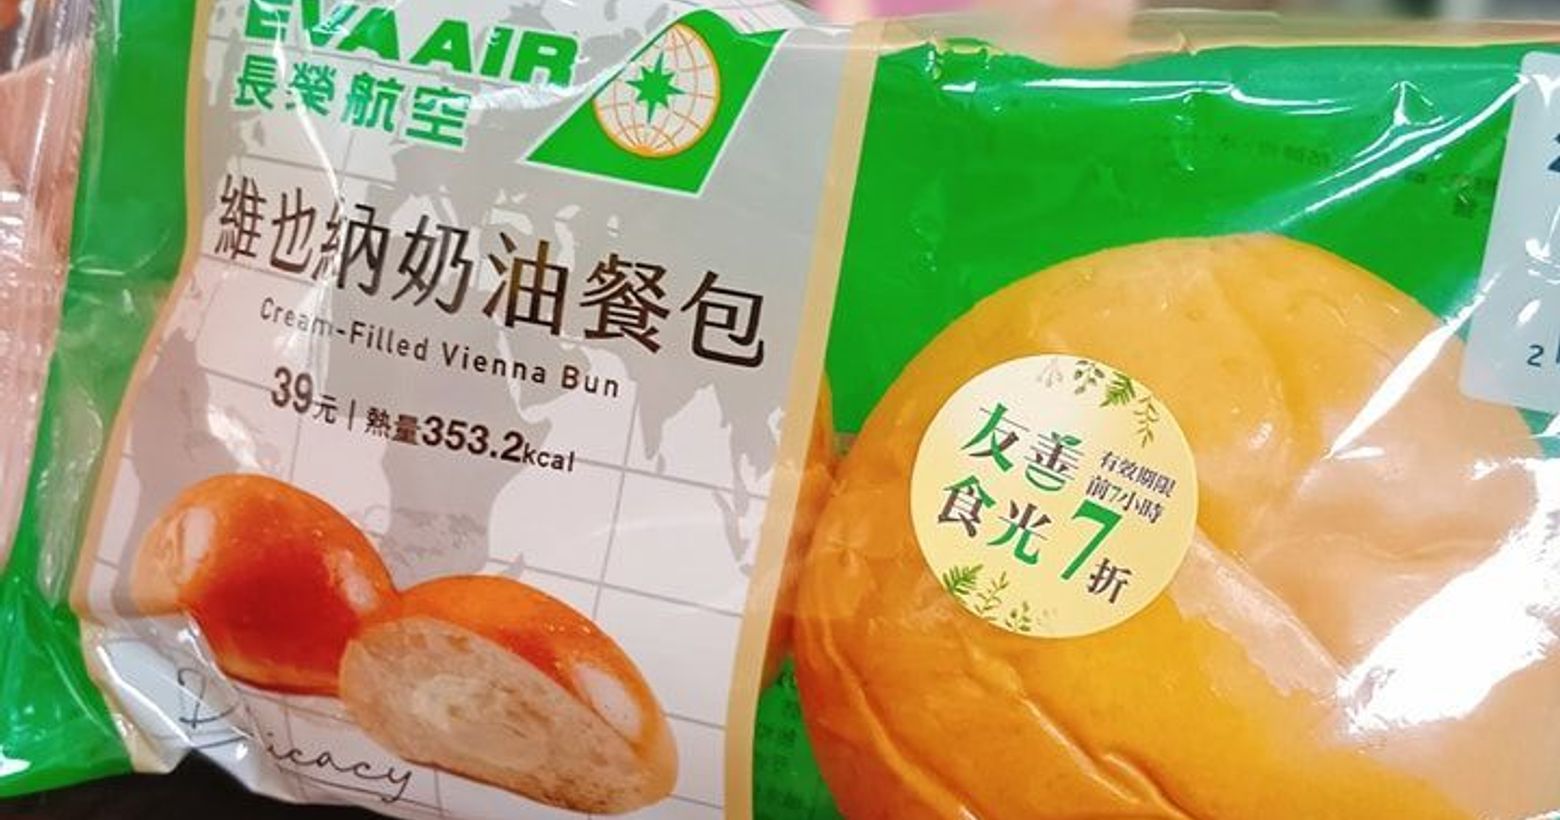 EVA AIR
長榮航空
維也納奶油餐包
Cream-Filled Vienna Bun
39元 | 熱量353.2kcal
Delicacy
友善
食光
有效期限
前7小時
7折
2